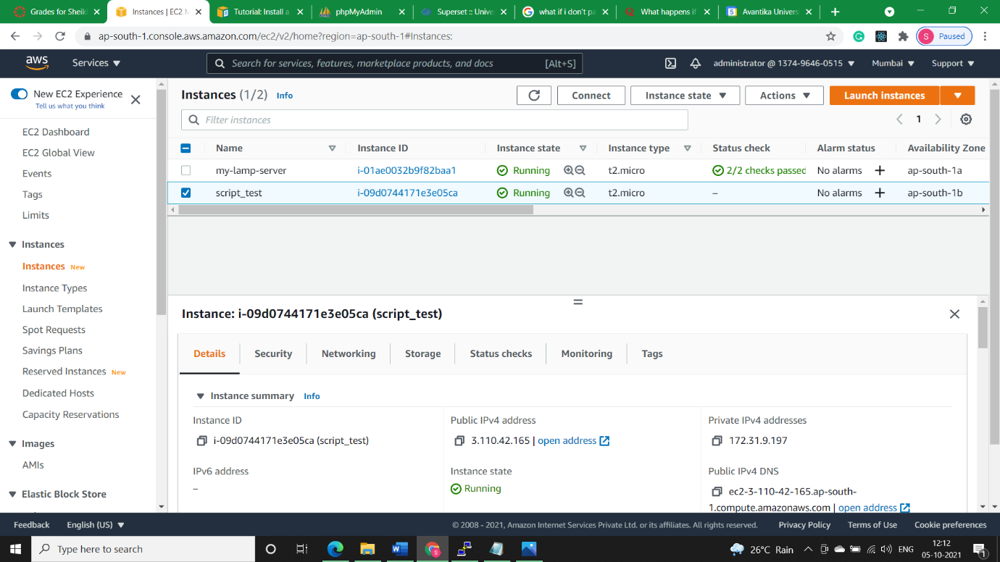 Grades for Sheikl
Instances | EC2 M
Tutorial: Install a
phpMyAdmin
Superset :: Unive
what if i don't pa
What happens if
Avantika Univers
ap-south-1.console.aws.amazon.com/ec2/v2/home?region=ap-south-1#Instances:
S Paused
aws
Services
Search for services, features, marketplace products, and docs [Alt+S]
administrator @ 1374-9646-0515
Mumbai
Support
New EC2 Experience
Tell us what you think
EC2 Dashboard
EC2 Global View
Events
Tags
Limits
Instances
Instances New
Instance Types
Launch Templates
Spot Requests
Savings Plans
Reserved Instances New
Dedicated Hosts
Capacity Reservations
Images
AMIs
Elastic Block Store
Instances (1/2) Info
Connect
Instance state
Actions
Launch instances
Filter instances
1
Name Instance ID Instance state Instance type Status check Alarm status Availability Zone
my-lamp-server i-01ae0032b9f82baa1 Running t2.micro 2/2 checks passed No alarms + ap-south-1a
script_test i-09d0744171e3e05ca Running t2.micro – No alarms + ap-south-1b
Instance: i-09d0744171e3e05ca (script_test)
Details Security Networking Storage Status checks Monitoring Tags
Instance summary Info
Instance ID
i-09d0744171e3e05ca (script_test)
Public IPv4 address
3.110.42.165 | open address
Private IPv4 addresses
172.31.9.197
IPv6 address
–
Instance state
Running
Public IPv4 DNS
ec2-3-110-42-165.ap-south-
1.compute.amazonaws.com | open address
Feedback English (US) © 2008 - 2021, Amazon Internet Services Private Ltd. or its affiliates. All rights reserved. Privacy Policy Terms of Use Cookie preferences
Type here to search
26°C Rain
ENG
12:12
05-10-2021
1